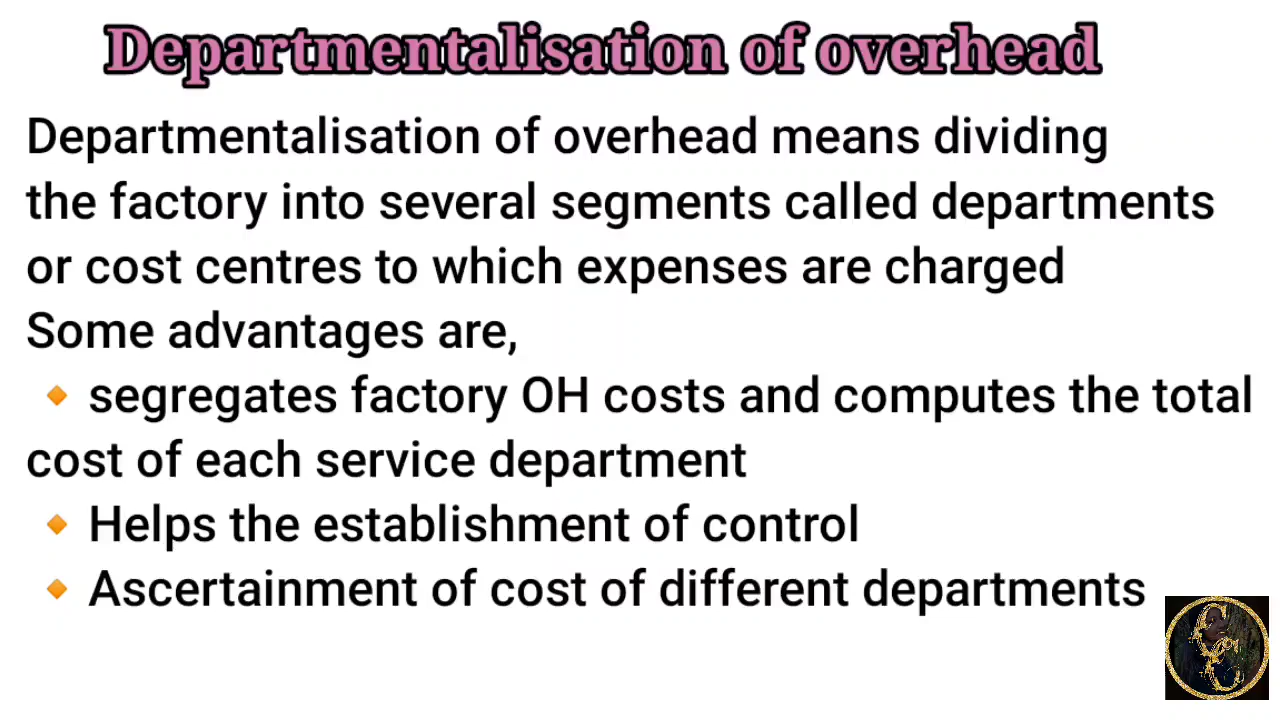 Departmentalisation of overhead
Departmentalisation of overhead means dividing
the factory into several segments called departments
or cost centres to which expenses are charged
Some advantages are,
🔸segregates factory OH costs and computes the total
cost of each service department
🔸Helps the establishment of control
🔸Ascertainment of cost of different departments